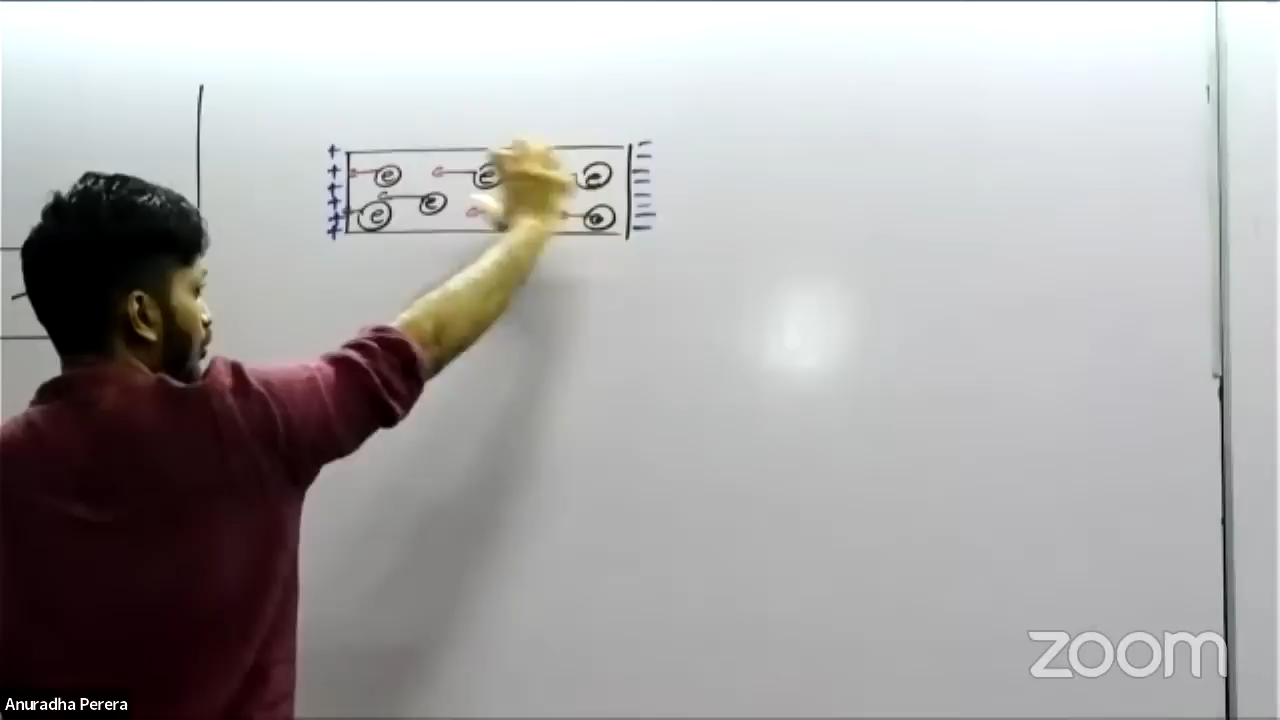 + + + + + +
- - - - - -
e e e
e e e
zoom
Anuradha Perera